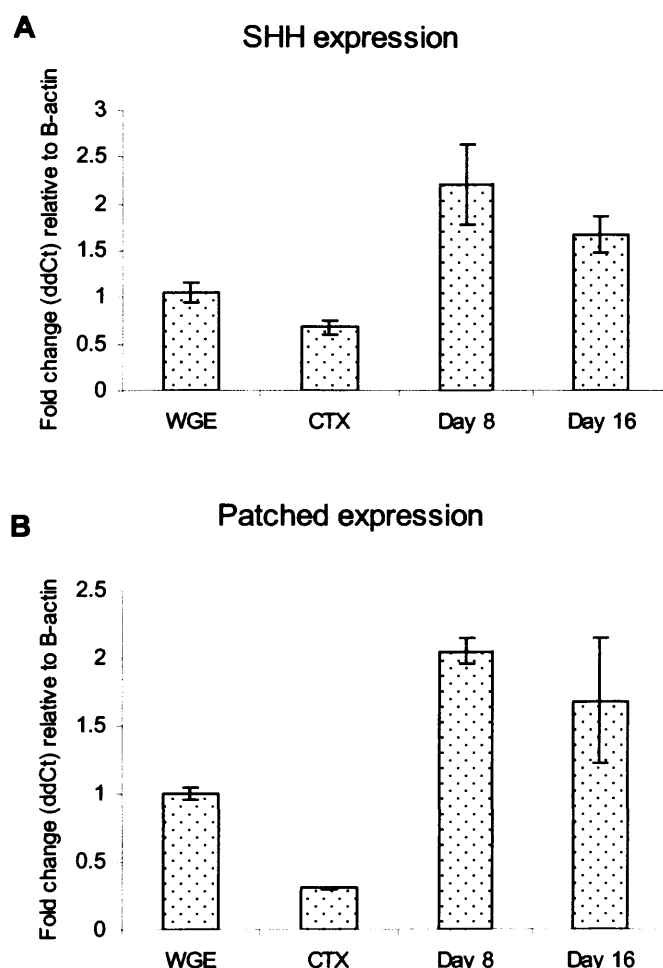 A
SHH expression
Fold change (ddCt) relative to B-actin
3
2.5
2
1.5
1
0.5
0
WGE CTX Day 8 Day 16
B
Patched expression
Fold change (ddCt) relative to B-actin
2.5
2
1.5
1
0.5
0
WGE CTX Day 8 Day 16